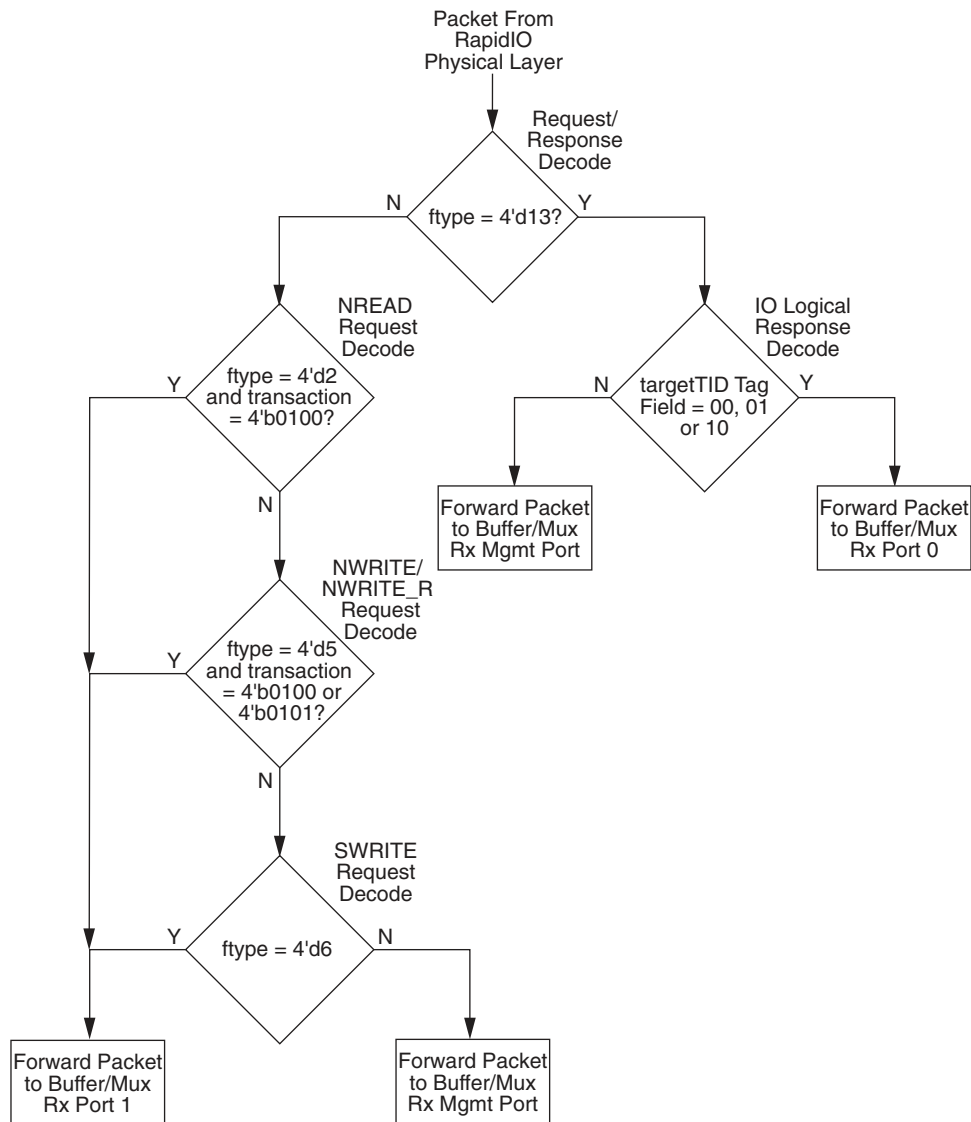 Packet From
RapidIO
Physical Layer
Request/
Response
Decode
N
ftype = 4'd13?
Y
NREAD
Request
Decode
IO Logical
Response
Decode
Y
ftype = 4'd2
and transaction
= 4'b0100?
N
targetTID Tag
Field = 00, 01
or 10
Y
N
Forward Packet
to Buffer/Mux
Rx Mgmt Port
Forward Packet
to Buffer/Mux
Rx Port 0
NWRITE/
NWRITE_R
Request
Decode
Y
ftype = 4'd5
and transaction
= 4'b0100 or
4'b0101?
N
SWRITE
Request
Decode
Y
ftype = 4'd6
N
Forward Packet
to Buffer/Mux
Rx Port 1
Forward Packet
to Buffer/Mux
Rx Mgmt Port